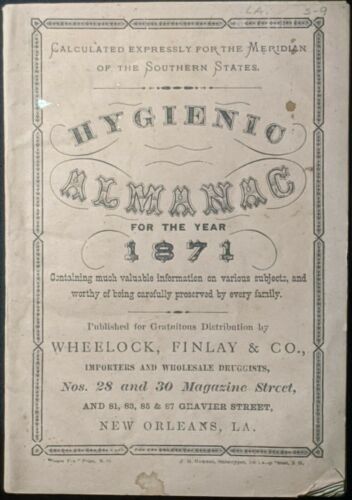 LA. S-9
CALCULATED EXPRESSLY FOR THE MERIDIAN
OF THE SOUTHERN STATES.
HYGIENIC
ALMANAC
FOR THE YEAR
1871
Containing much valuable information on various subjects, and
worthy of being carefully preserved by every family.
Published for Gratuitous Distribution by
WHEELOCK, FINLAY & CO.,
IMPORTERS AND WHOLESALE DRUGGISTS,
Nos. 28 and 30 Magazine Street,
AND 81, 83, 85 & 87 GRAVIER STREET,
NEW ORLEANS, LA.